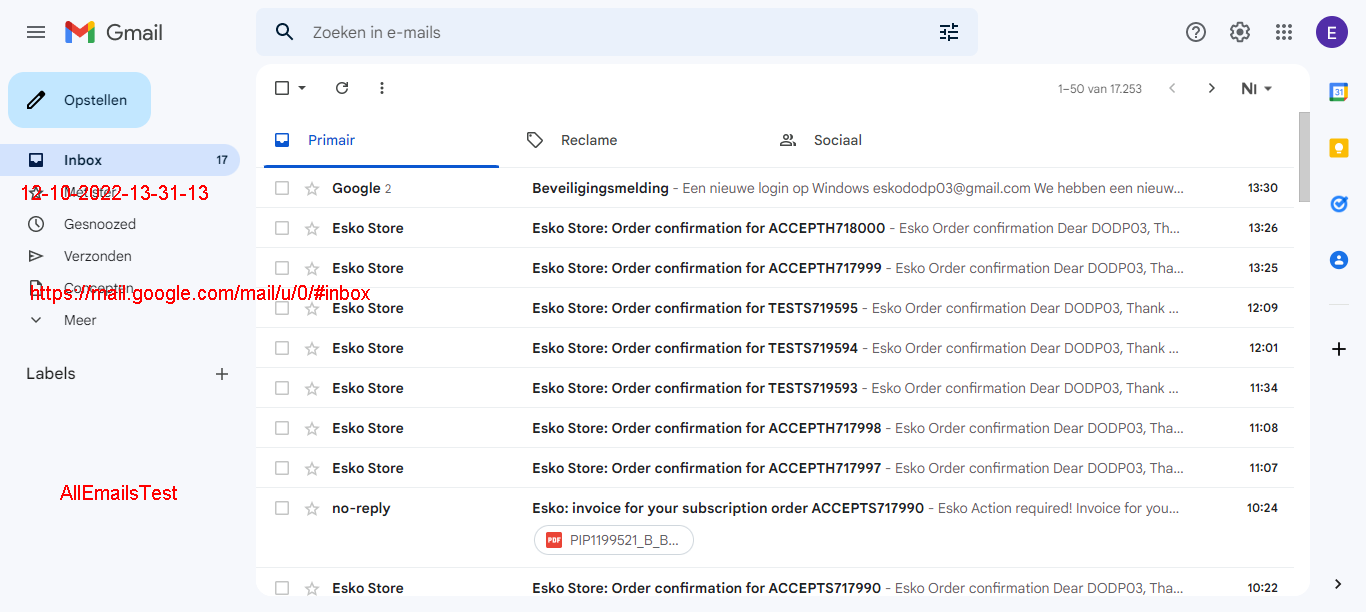 Gmail
Zoeken in e-mails
E
Opstellen
1–50 van 17.253
Nl
31
Primair
Reclame
Sociaal
Inbox 17
Met ster
12-10-2022-13-31-13
Gesnoozed
Verzonden
Concepten
https://mail.google.com/mail/u/0/#inbox
Meer
Labels
AllEmailsTest
Google 2 Beveiligingsmelding - Een nieuwe login op Windows eskododp03@gmail.com We hebben een nieuw... 13:30
Esko Store Esko Store: Order confirmation for ACCEPTH718000 - Esko Order confirmation Dear DODP03, Th... 13:26
Esko Store Esko Store: Order confirmation for ACCEPTH717999 - Esko Order confirmation Dear DODP03, Tha... 13:25
Esko Store Esko Store: Order confirmation for TESTS719595 - Esko Order confirmation Dear DODP03, Thank ... 12:09
Esko Store Esko Store: Order confirmation for TESTS719594 - Esko Order confirmation Dear DODP03, Thank ... 12:01
Esko Store Esko Store: Order confirmation for TESTS719593 - Esko Order confirmation Dear DODP03, Thank ... 11:34
Esko Store Esko Store: Order confirmation for ACCEPTH717998 - Esko Order confirmation Dear DODP03, Tha... 11:08
Esko Store Esko Store: Order confirmation for ACCEPTH717997 - Esko Order confirmation Dear DODP03, Tha... 11:07
no-reply Esko: invoice for your subscription order ACCEPTS717990 - Esko Action required! Invoice for you... 10:24
PDF PIP1199521_B_B...
Esko Store Esko Store: Order confirmation for ACCEPTS717990 - Esko Order confirmation Dear DODP03, Tha... 10:22